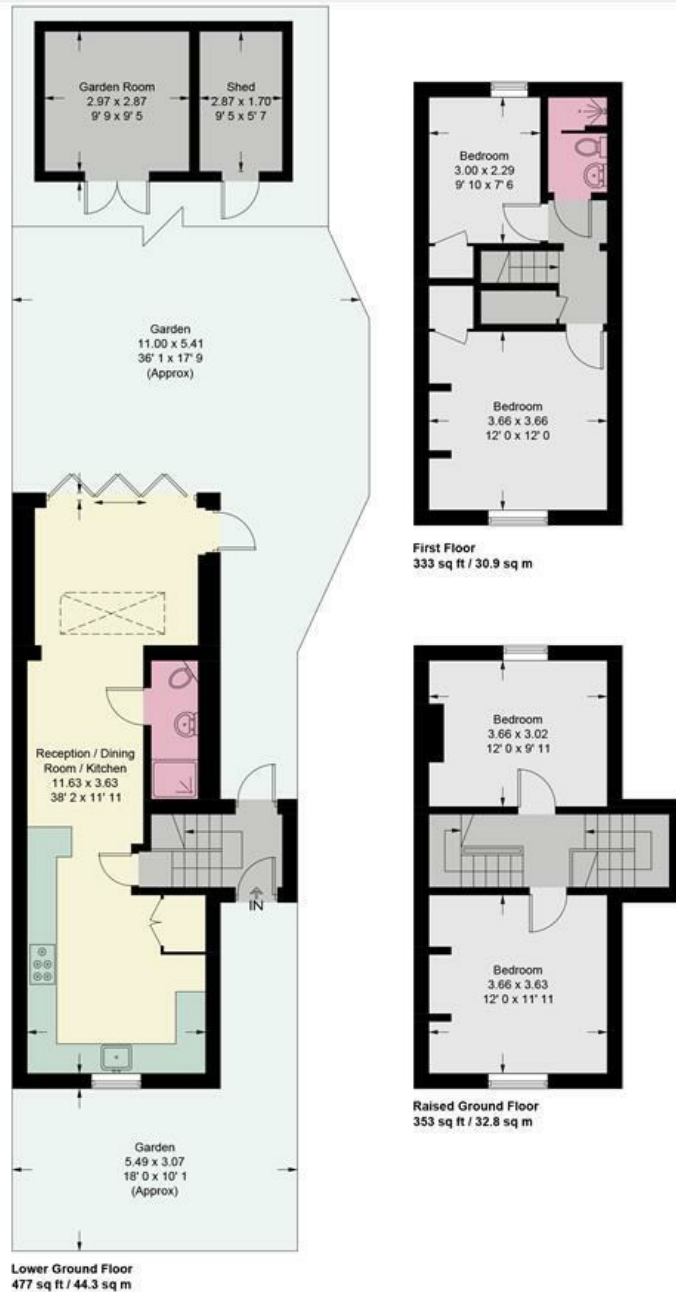 Garden Room
2.97 x 2.87
9' 9 x 9' 5
Shed
2.87 x 1.70
9' 5 x 5' 7
Garden
11.00 x 5.41
36' 1 x 17' 9
(Approx)
Reception / Dining
Room / Kitchen
11.63 x 3.63
38' 2 x 11' 11
IN
Garden
5.49 x 3.07
18' 0 x 10' 1
(Approx)
Lower Ground Floor
477 sq ft / 44.3 sq m
Bedroom
3.00 x 2.29
9' 10 x 7' 6
Bedroom
3.66 x 3.66
12' 0 x 12' 0
First Floor
333 sq ft / 30.9 sq m
Bedroom
3.66 x 3.02
12' 0 x 9' 11
Bedroom
3.66 x 3.63
12' 0 x 11' 11
Raised Ground Floor
353 sq ft / 32.8 sq m